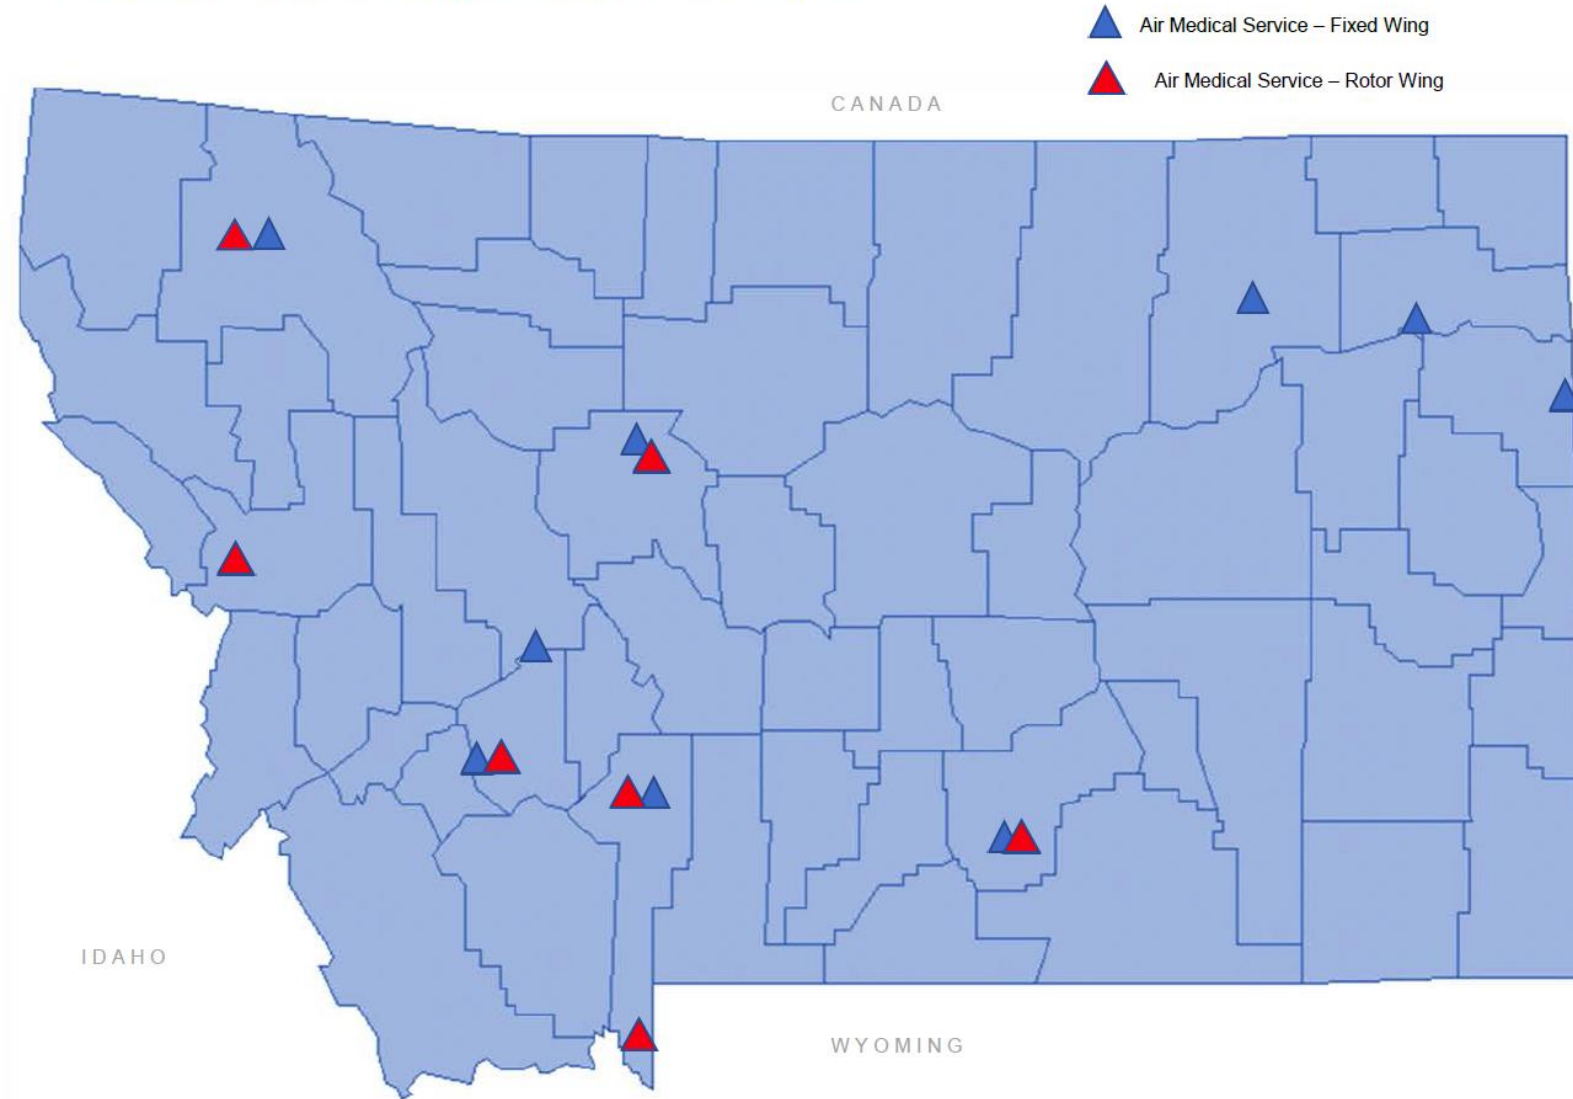 Air Medical Service – Fixed Wing
Air Medical Service – Rotor Wing
CANADA
IDAHO
WYOMING